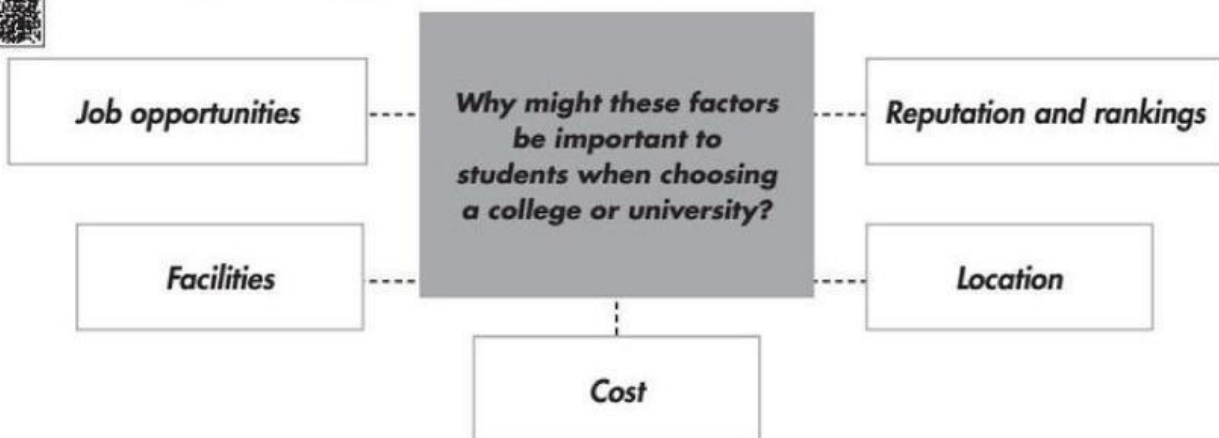 Job opportunities
Why might these factors
be important to
students when choosing
a college or university?
Reputation and rankings
Facilities
Location
Cost